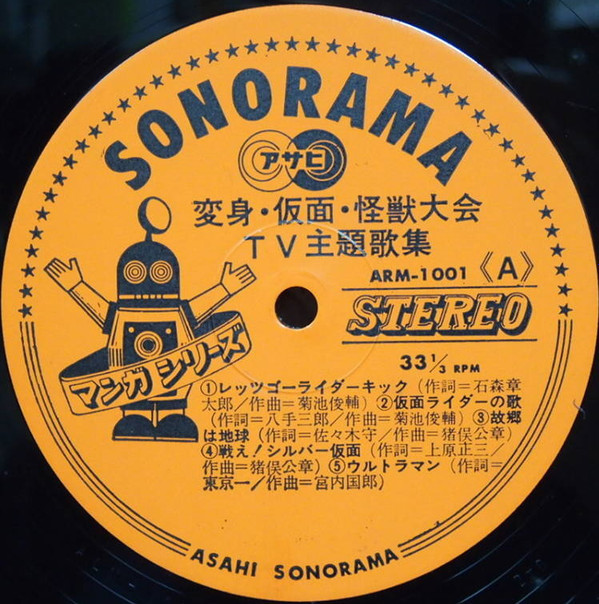 SONORAMA
アサヒ
変身・仮面・怪獣大会
TV主題歌集
ARM-1001 《A》
STEREO
33 1/3 RPM
マンガシリーズ
①レッツゴーライダーキック（作詞＝石森章
太郎／作曲＝菊池俊輔）②仮面ライダーの歌
（作詞＝八手三郎／作曲＝菊池俊輔）③故郷
は地球（作詞＝佐々木守／作曲＝猪俣公章）
④戦え！シルバー仮面（作詞＝上原正三／
作曲＝猪俣公章）⑤ウルトラマン（作詞＝
東京一／作曲＝宮内国郎）
ASAHI SONORAMA